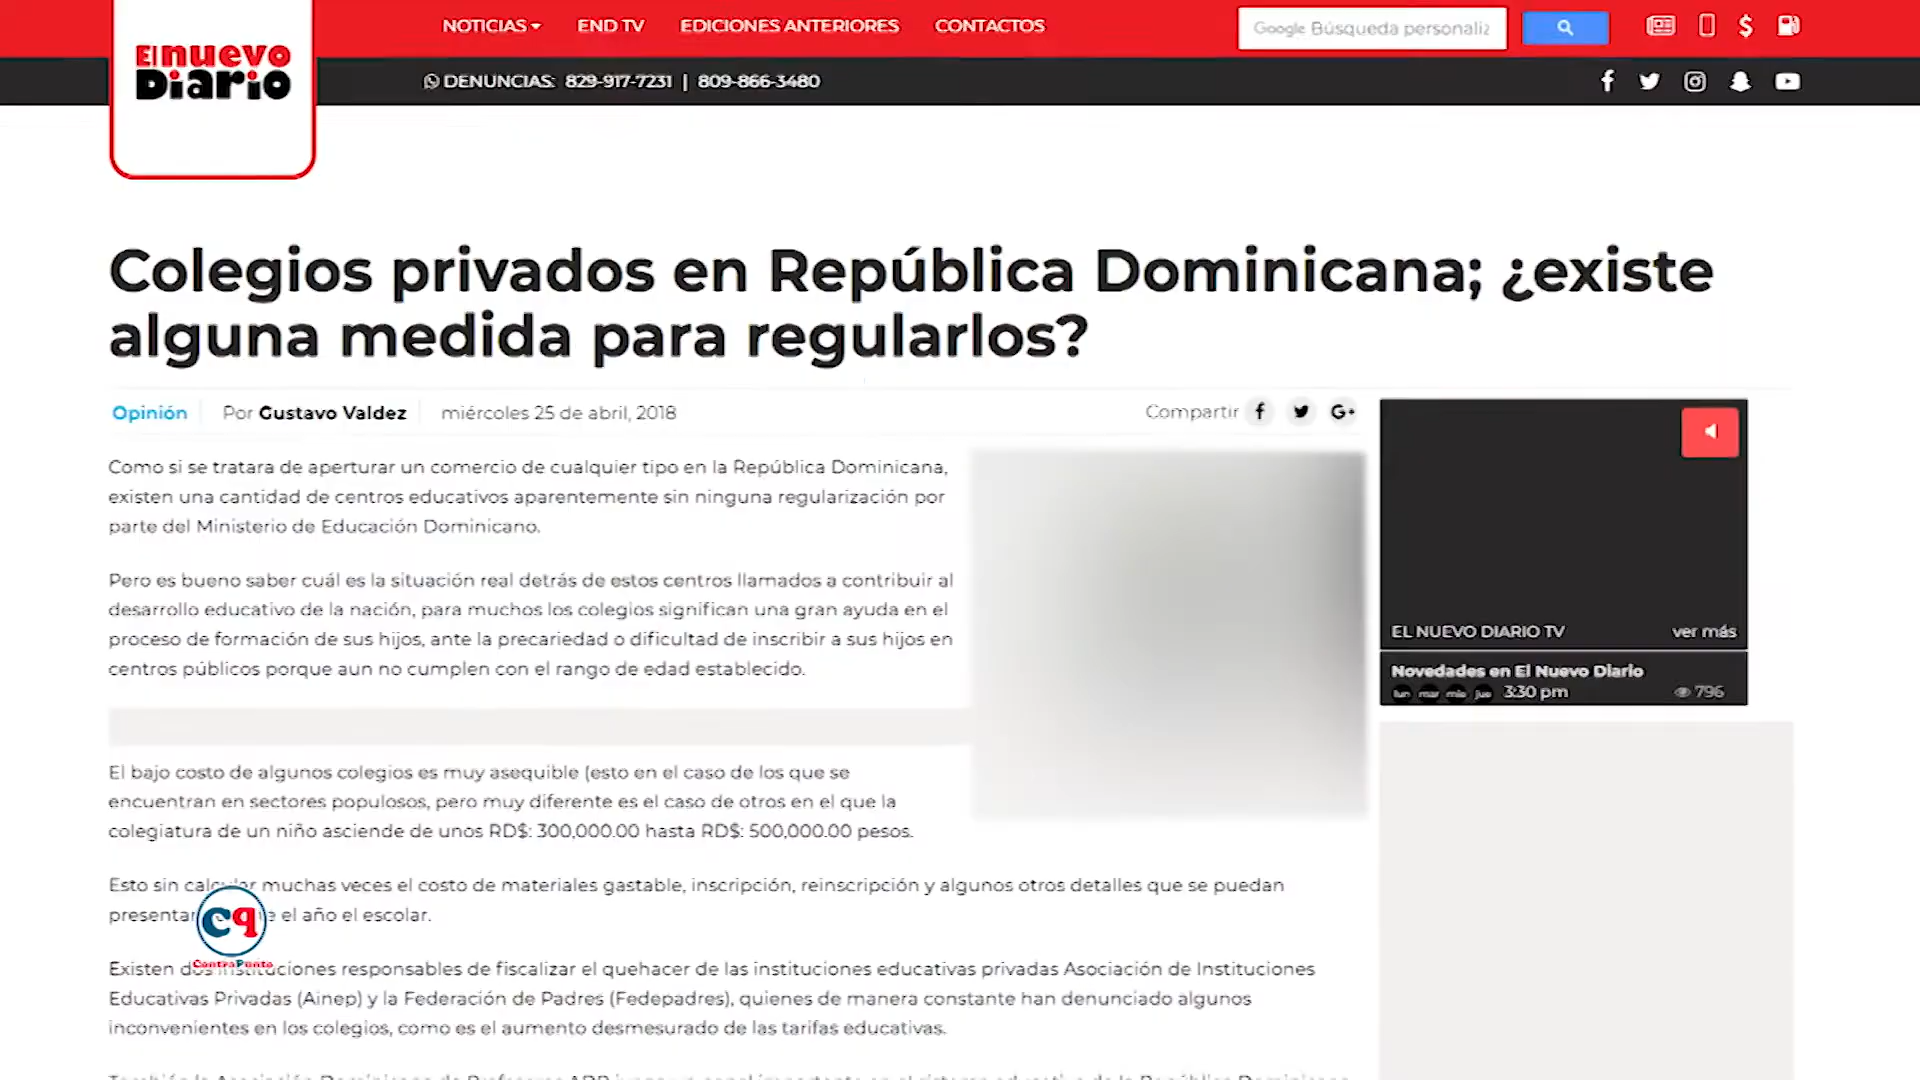 NOTICIAS END TV EDICIONES ANTERIORES CONTACTOS
Google Búsqueda personaliz
El nuevo
Diario
DENUNCIAS: 829-917-7231 | 809-866-3480
Colegios privados en República Dominicana; ¿existe
alguna medida para regularlos?
Opinión Por Gustavo Valdez miércoles 25 de abril, 2018
Compartir
Como si se tratara de aperturar un comercio de cualquier tipo en la República Dominicana,
existen una cantidad de centros educativos aparentemente sin ninguna regularización por
parte del Ministerio de Educación Dominicano.
Pero es bueno saber cuál es la situación real detrás de estos centros llamados a contribuir al
desarrollo educativo de la nación, para muchos los colegios significan una gran ayuda en el
proceso de formación de sus hijos, ante la precariedad o dificultad de inscribir a sus hijos en
centros públicos porque aun no cumplen con el rango de edad establecido.
EL NUEVO DIARIO TV ver más
Novedades en El Nuevo Diario
lun mar mie jue 3:30 pm 796
El bajo costo de algunos colegios es muy asequible (esto en el caso de los que se
encuentran en sectores populosos, pero muy diferente es el caso de otros en el que la
colegiatura de un niño asciende de unos RD$: 300,000.00 hasta RD$: 500,000.00 pesos.
Esto sin calcular muchas veces el costo de materiales gastable, inscripción, reinscripción y algunos otros detalles que se puedan
presentar el año el escolar.
cp
ContraPunto
Existen dos instituciones responsables de fiscalizar el quehacer de las instituciones educativas privadas Asociación de Instituciones
Educativas Privadas (Ainep) y la Federación de Padres (Fedepadres), quienes de manera constante han denunciado algunos
inconvenientes en los colegios, como es el aumento desmesurado de las tarifas educativas.